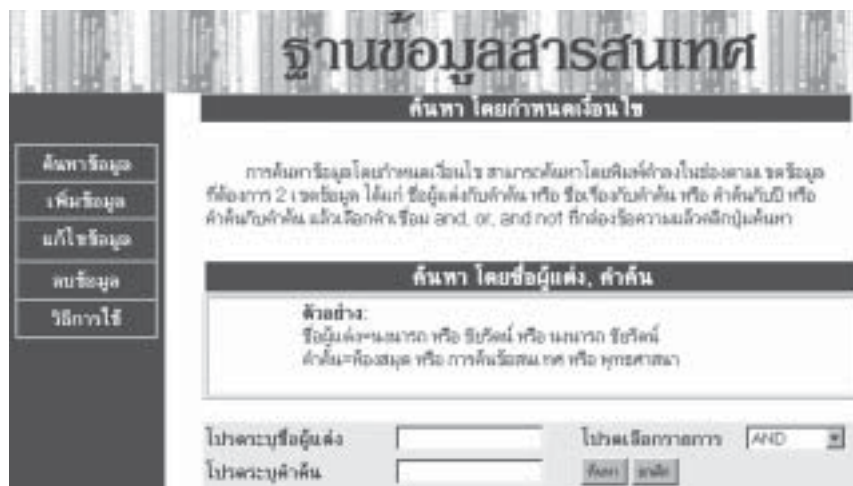 ฐานข้อมูลสารสนเทศ
ค้นหา โดยกำหนดเงื่อนไข
ค้นหาข้อมูล
เพิ่มข้อมูล
แก้ไขข้อมูล
ลบข้อมูล
วิธีการใช้
การค้นหาข้อมูลโดยกำหนดเงื่อนไข สามารถค้นหาโดยพิมพ์คำลงในช่องตามเขตข้อมูล
ที่ต้องการ 2 เขตข้อมูล ได้แก่ ชื่อผู้แต่งกับคำค้น หรือ ชื่อเรื่องกับคำค้น หรือ คำค้นกับปี หรือ
คำค้นกับคำค้น แล้วเลือกคำเชื่อม and, or, and not ที่กล่องข้อความแล้วคลิกปุ่มค้นหา
ค้นหา โดยชื่อผู้แต่ง, คำค้น
ตัวอย่าง:
ชื่อผู้แต่ง=นงนารถ หรือ ชัยรัตน์ หรือ นงนารถ ชัยรัตน์
คำค้น=ห้องสมุด หรือ การค้นร้อสนเทศ หรือ พุทธศาสนา
โปรดระบุชื่อผู้แต่ง
โปรดเลือกรายการ AND
โปรดระบุคำค้น
ค้นหา ยกเลิก